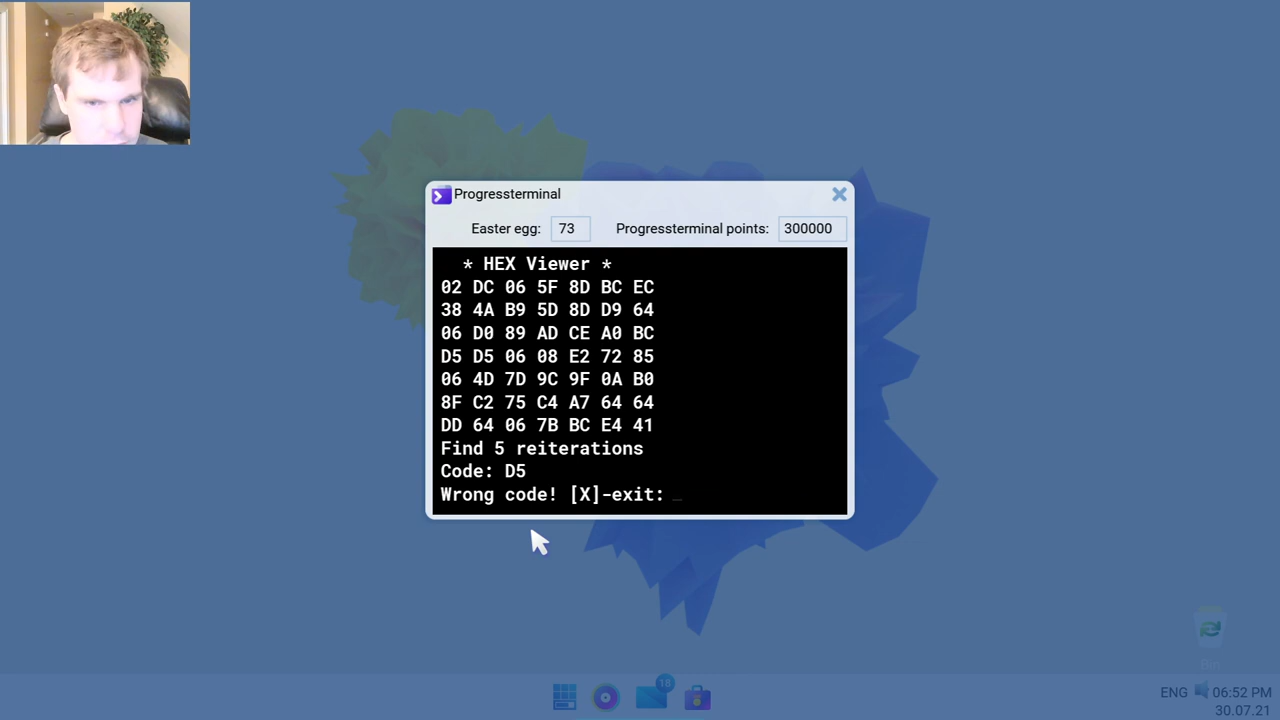 Progressterminal
Easter egg: 73 Progressterminal points: 300000
* HEX Viewer *
02 DC 06 5F 8D BC EC
38 4A B9 5D 8D D9 64
06 D0 89 AD CE A0 BC
D5 D5 06 08 E2 72 85
06 4D 7D 9C 9F 0A B0
8F C2 75 C4 A7 64 64
DD 64 06 7B BC E4 41
Find 5 reiterations
Code: D5
Wrong code! [X]-exit: _
Bin
18
ENG 06:52 PM
30.07.21